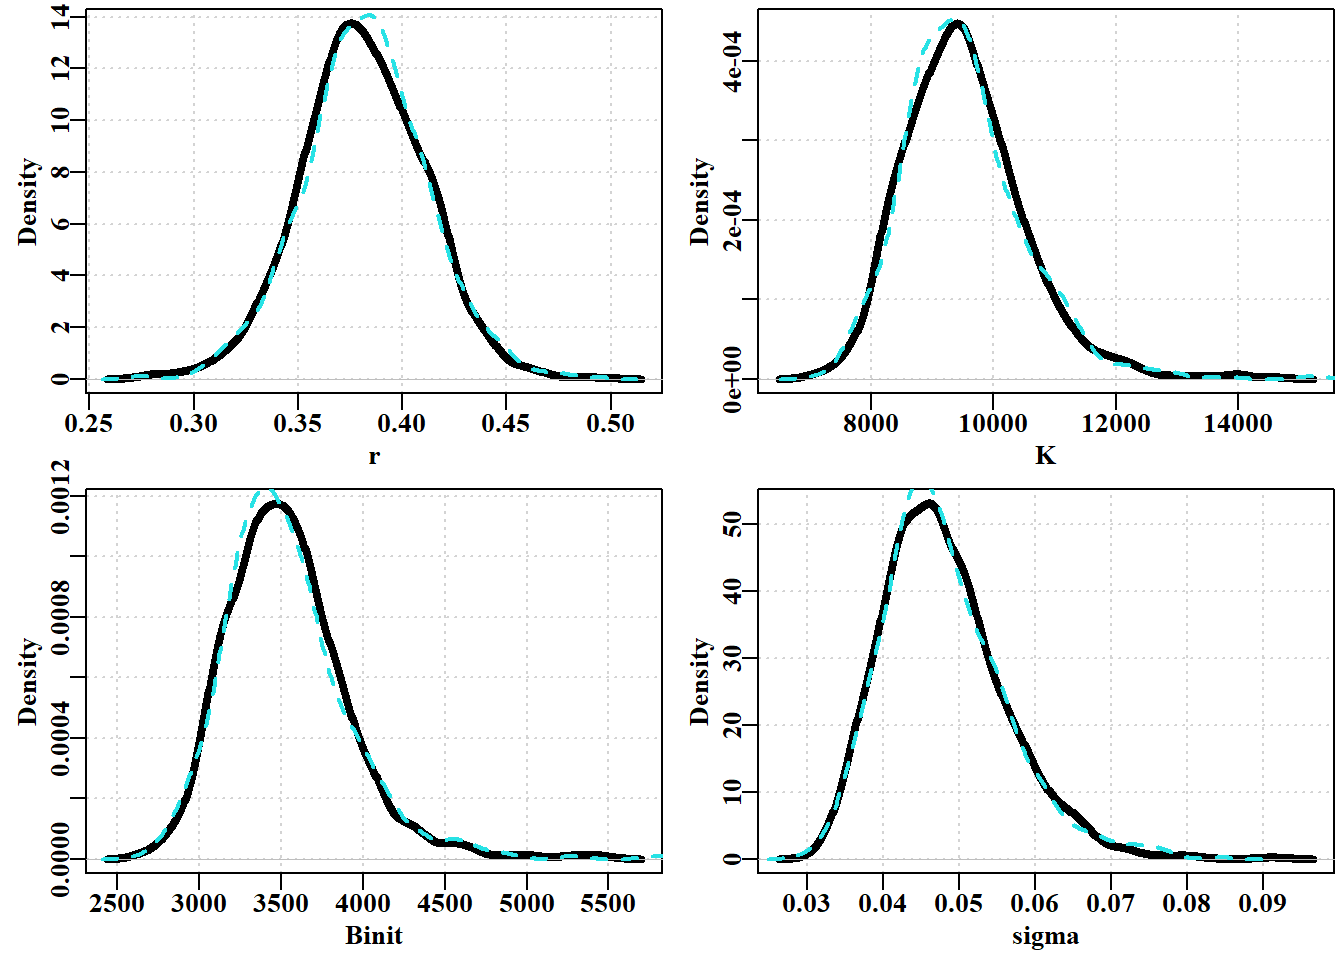 Density
0 2 4 6 8 10 12 14
0.25 0.30 0.35 0.40 0.45 0.50
r
Density
0e+00 2e-04 4e-04
8000 10000 12000 14000
K
Density
0.0000 0.0004 0.0008 0.0012
2500 3000 3500 4000 4500 5000 5500
Binit
Density
0 10 20 30 40 50
0.03 0.04 0.05 0.06 0.07 0.08 0.09
sigma